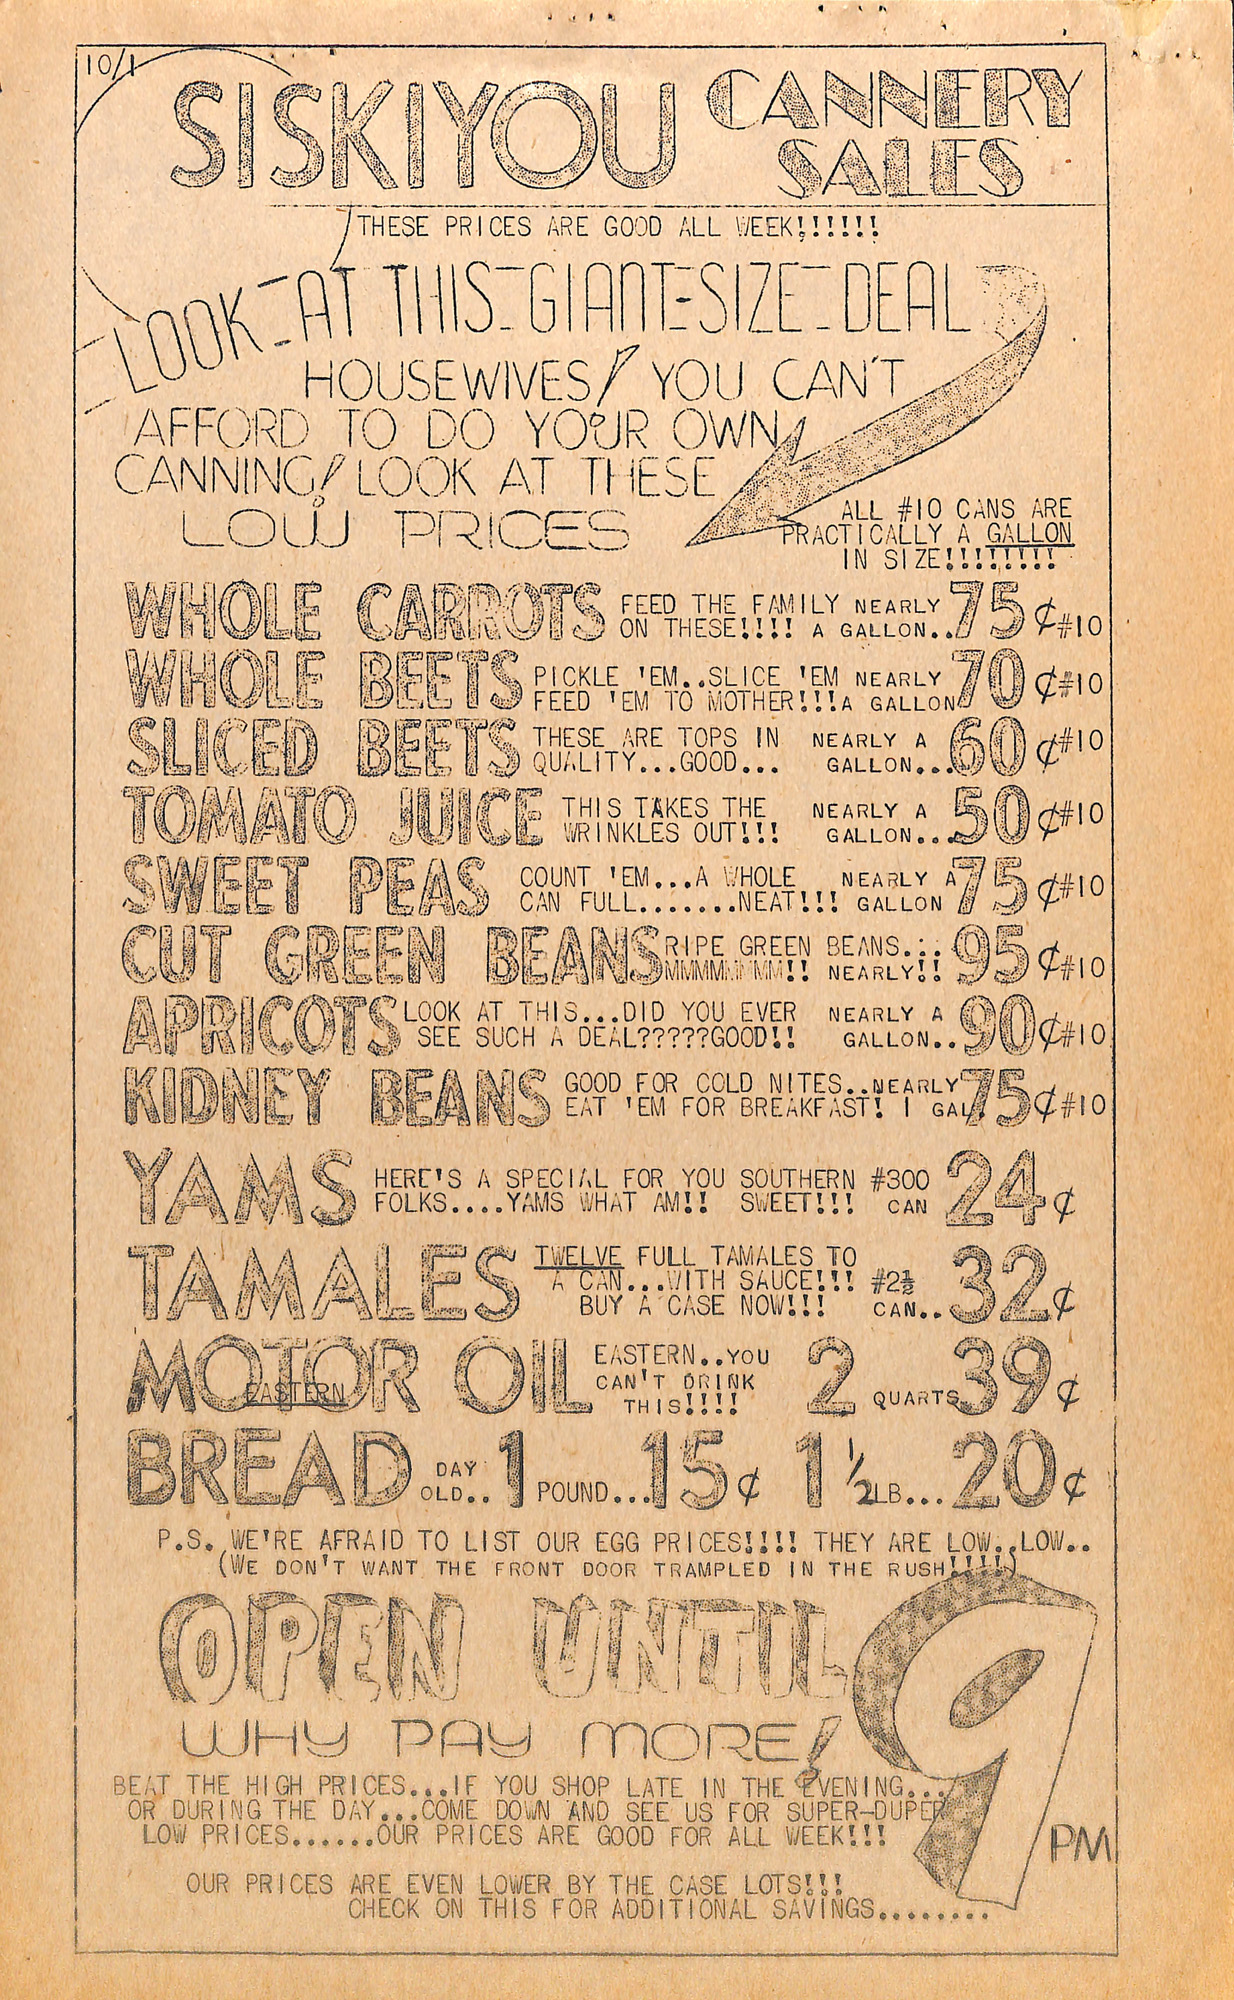 10/1
SISKIYOU CANNERY SALES
THESE PRICES ARE GOOD ALL WEEK!!!!!!
LOOK-AT THIS-GIANT-SIZE-DEAL
HOUSEWIVES! YOU CAN'T
AFFORD TO DO YOUR OWN
CANNING! LOOK AT THESE
LOW PRICES
ALL #10 CANS ARE
PRACTICALLY A GALLON
IN SIZE!!!!!!!!
WHOLE CARROTS FEED THE FAMILY NEARLY 75¢ #10
ON THESE!!!! A GALLON..
WHOLE BEETS PICKLE 'EM..SLICE 'EM NEARLY 70¢ #10
FEED 'EM TO MOTHER!!!A GALLON
SLICED BEETS THESE ARE TOPS IN NEARLY A 60¢ #10
QUALITY...GOOD... GALLON...
TOMATO JUICE THIS TAKES THE NEARLY A 50¢ #10
WRINKLES OUT!!! GALLON...
SWEET PEAS COUNT 'EM...A WHOLE NEARLY A 75¢ #10
CAN FULL.......NEAT!!! GALLON
CUT GREEN BEANS RIPE GREEN BEANS... 95¢ #10
MMMMMMMM!! NEARLY!!
APRICOTS LOOK AT THIS...DID YOU EVER NEARLY A 90¢ #10
SEE SUCH A DEAL?????GOOD!! GALLON..
KIDNEY BEANS GOOD FOR COLD NITES..NEARLY 75¢ #10
EAT 'EM FOR BREAKFAST! 1 GAL.
YAMS HERE'S A SPECIAL FOR YOU SOUTHERN #300 24¢
FOLKS....YAMS WHAT AM!! SWEET!!! CAN
TAMALES TWELVE FULL TAMALES TO 32¢
A CAN...WITH SAUCE!!! #2½
BUY A CASE NOW!!! CAN..
MOTOR OIL EASTERN..YOU 2 QUARTS 39¢
EASTERN CAN'T DRINK
THIS!!!!
BREAD DAY OLD.. 1 POUND...15¢ 1 1/2 LB...20¢
P.S. WE'RE AFRAID TO LIST OUR EGG PRICES!!!! THEY ARE LOW..LOW..
(WE DON'T WANT THE FRONT DOOR TRAMPLED IN THE RUSH!!!!)
OPEN UNTIL 9 PM
WHY PAY MORE!
BEAT THE HIGH PRICES...IF YOU SHOP LATE IN THE EVENING...
OR DURING THE DAY...COME DOWN AND SEE US FOR SUPER-DUPER
LOW PRICES......OUR PRICES ARE GOOD FOR ALL WEEK!!!
OUR PRICES ARE EVEN LOWER BY THE CASE LOTS!!!
CHECK ON THIS FOR ADDITIONAL SAVINGS........